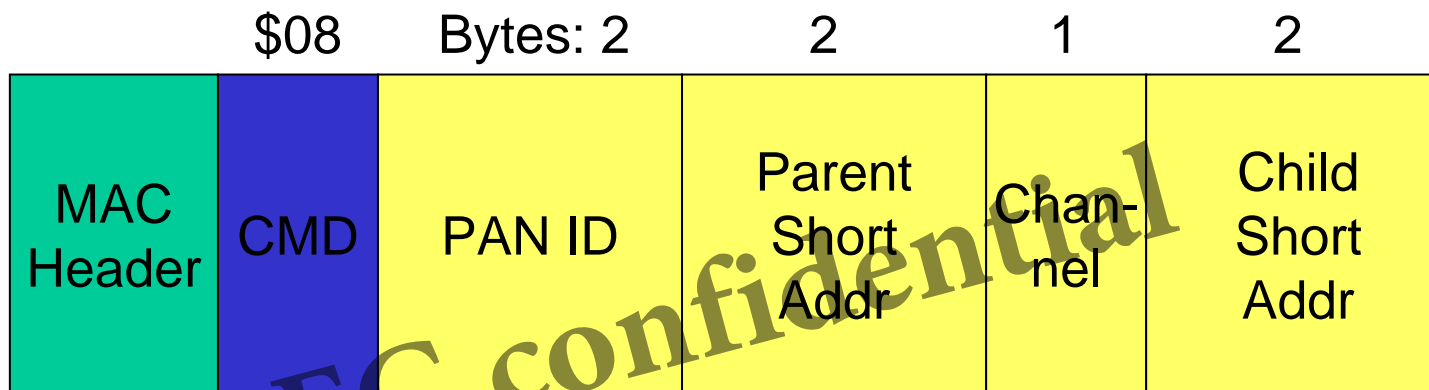 $08 Bytes: 2 2 1 2
MAC
Header
CMD
PAN ID
Parent
Short
Addr
Chan-
nel
Child
Short
Addr
confidential